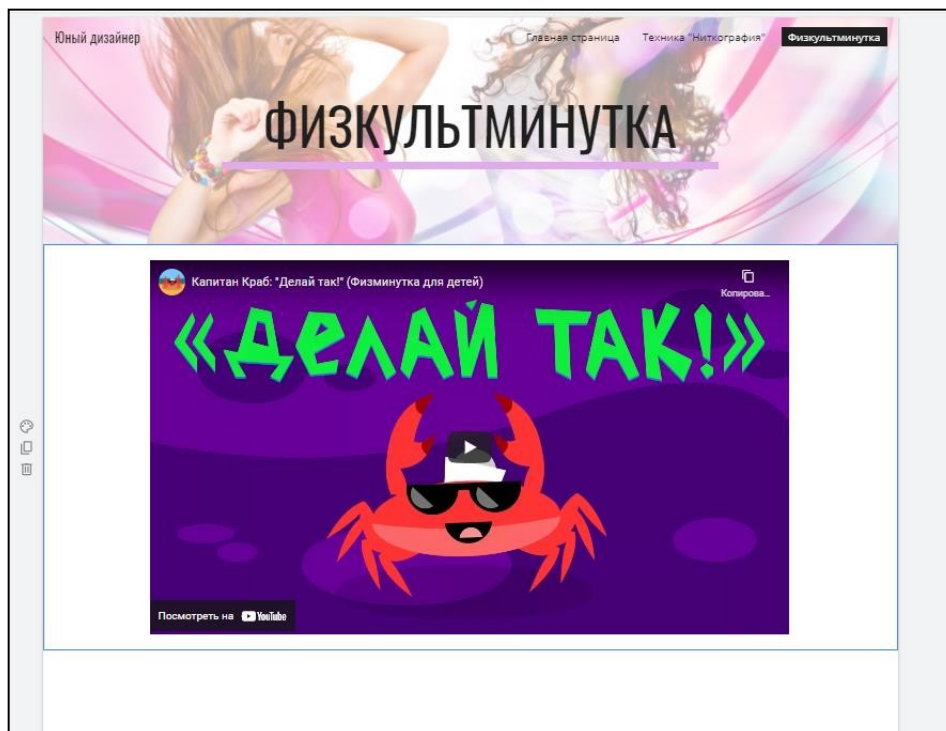 Юный дизайнер
Главная страница Техника "Ниткография" Физкультминутка
ФИЗКУЛЬТМИНУТКА
Капитан Краб: "Делай так!" (Физминутка для детей)
Копирова...
«ДЕЛАЙ ТАК!»
Посмотреть на YouTube